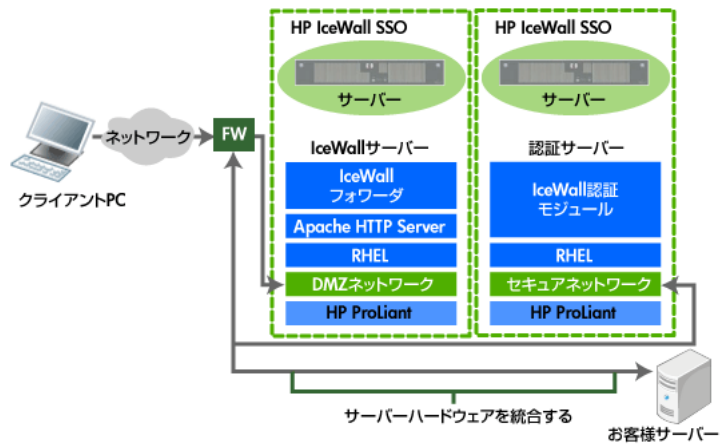 HP IceWall SSO
サーバー
HP IceWall SSO
サーバー
ネットワーク
FW
クライアントPC
IceWallサーバー
IceWall
フォワーダ
Apache HTTP Server
RHEL
DMZネットワーク
HP ProLiant
認証サーバー
IceWall認証
モジュール
RHEL
セキュアネットワーク
HP ProLiant
サーバーハードウェアを統合する
お客様サーバー